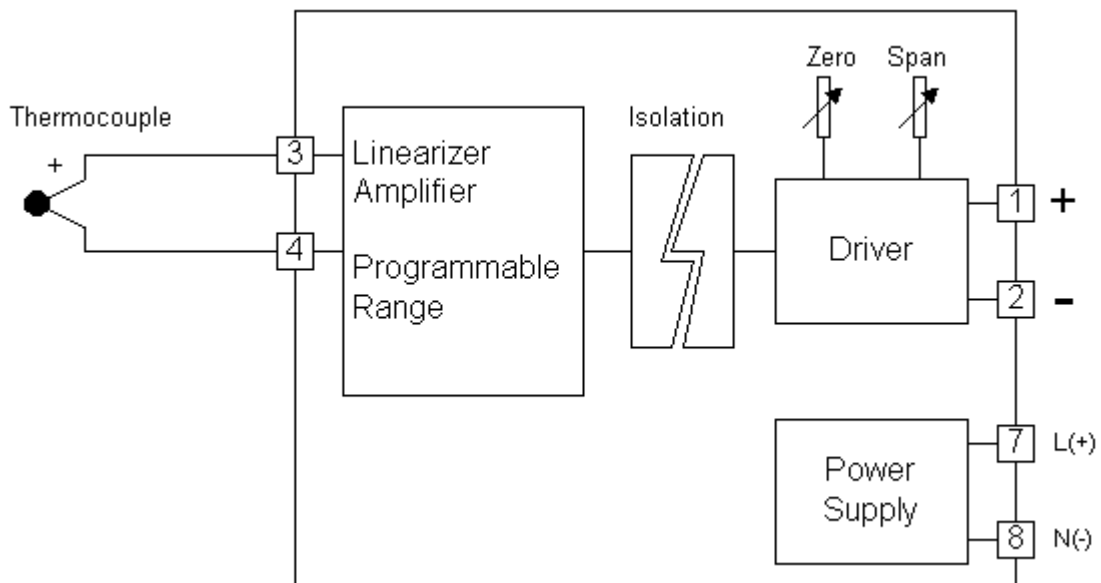 Zero
Span
Thermocouple
Isolation
+
3
Linearizer
Amplifier
1
+
4
Programmable
Range
Driver
2
-
7
L(+)
Power
Supply
8
N(-)